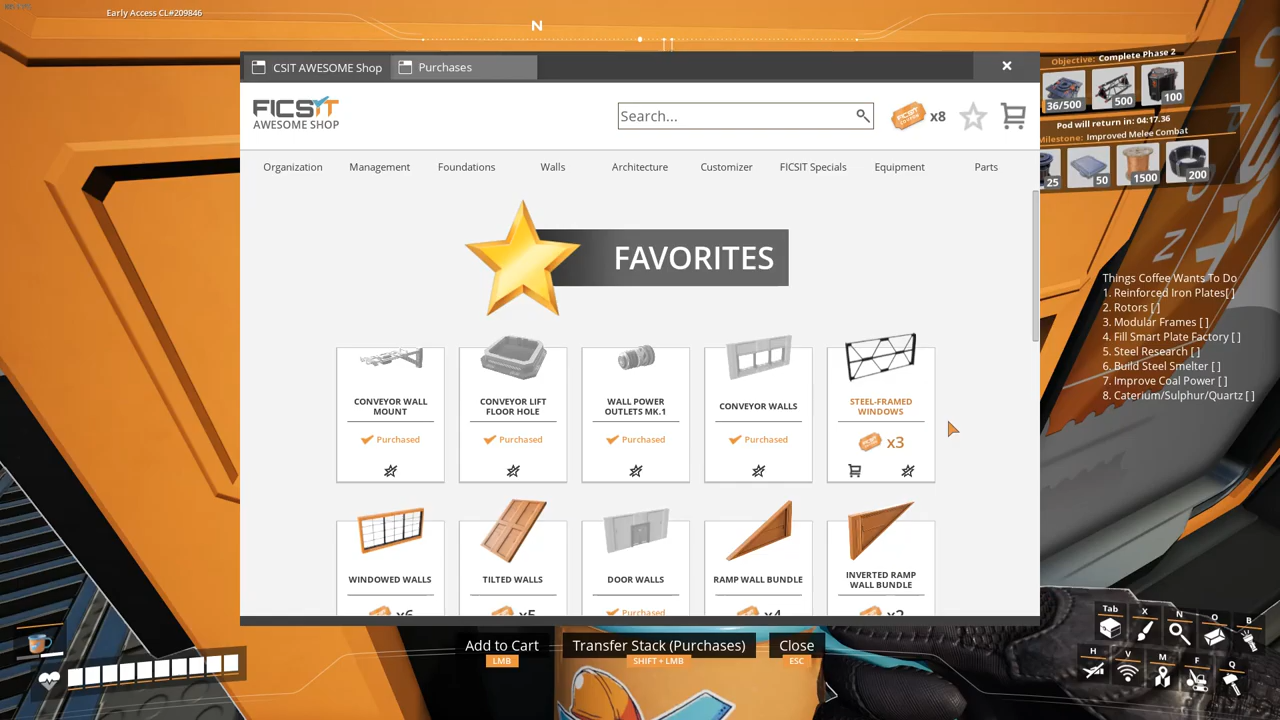 Early Access CL#209846
N
CSIT AWESOME Shop
Purchases
FICSIT
AWESOME SHOP
Search...
x8
Organization
Management
Foundations
Walls
Architecture
Customizer
FICSIT Specials
Equipment
Parts
FAVORITES
CONVEYOR WALL
MOUNT
Purchased
CONVEYOR LIFT
FLOOR HOLE
Purchased
WALL POWER
OUTLETS MK.1
Purchased
CONVEYOR WALLS
Purchased
STEEL-FRAMED
WINDOWS
x3
WINDOWED WALLS
x6
TILTED WALLS
x5
DOOR WALLS
Purchased
RAMP WALL BUNDLE
x4
INVERTED RAMP
WALL BUNDLE
Objective: Complete Phase 2
36/500
500
100
Pod will return in: 04:17.36
Milestone: Improved Melee Combat
25
50
1500
200
Things Coffee Wants To Do
1. Reinforced Iron Plates[ ]
2. Rotors [ ]
3. Modular Frames [ ]
4. Fill Smart Plate Factory [ ]
5. Steel Research [ ]
6. Build Steel Smelter [ ]
7. Improve Coal Power [ ]
8. Caterium/Sulphur/Quartz [ ]
Add to Cart
LMB
Transfer Stack (Purchases)
SHIFT + LMB
Close
ESC
Tab
X
N
O
B
H
V
M
F
Q